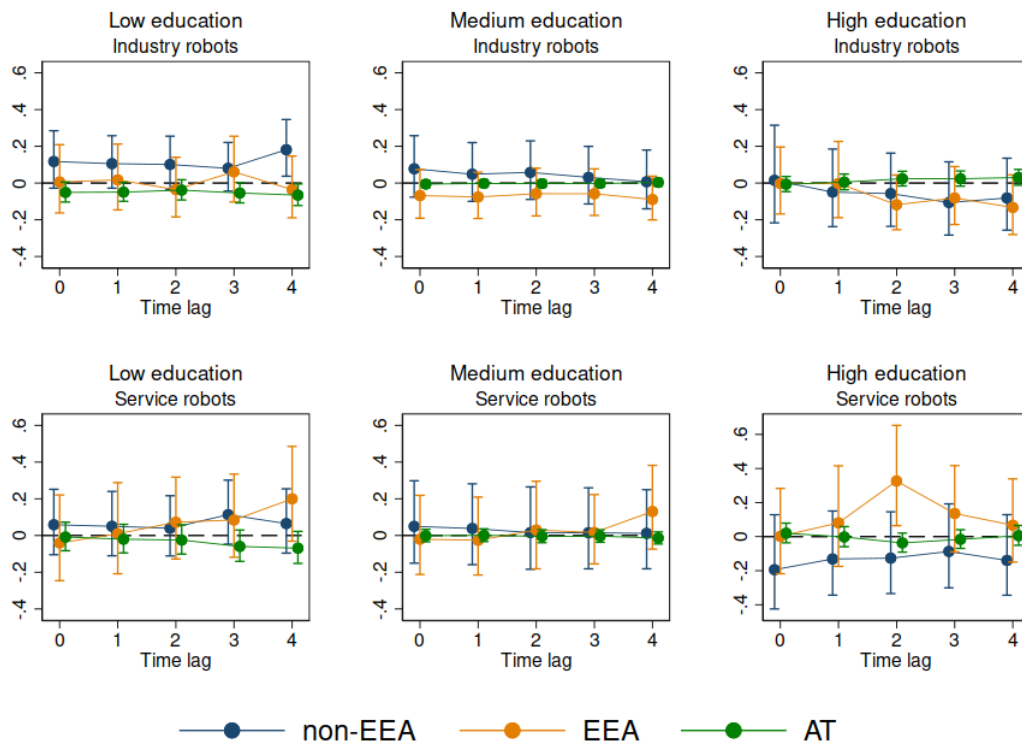 Low education Medium education High education
Industry robots Industry robots Industry robots
.6 .6 .6
.4 .4 .4
.2 .2 .2
0 0 0
-.2 -.2 -.2
-.4 -.4 -.4
0 1 2 3 4 0 1 2 3 4 0 1 2 3 4
Time lag Time lag Time lag
Low education Medium education High education
Service robots Service robots Service robots
.6 .6 .6
.4 .4 .4
.2 .2 .2
0 0 0
-.2 -.2 -.2
-.4 -.4 -.4
0 1 2 3 4 0 1 2 3 4 0 1 2 3 4
Time lag Time lag Time lag
non-EEA EEA AT